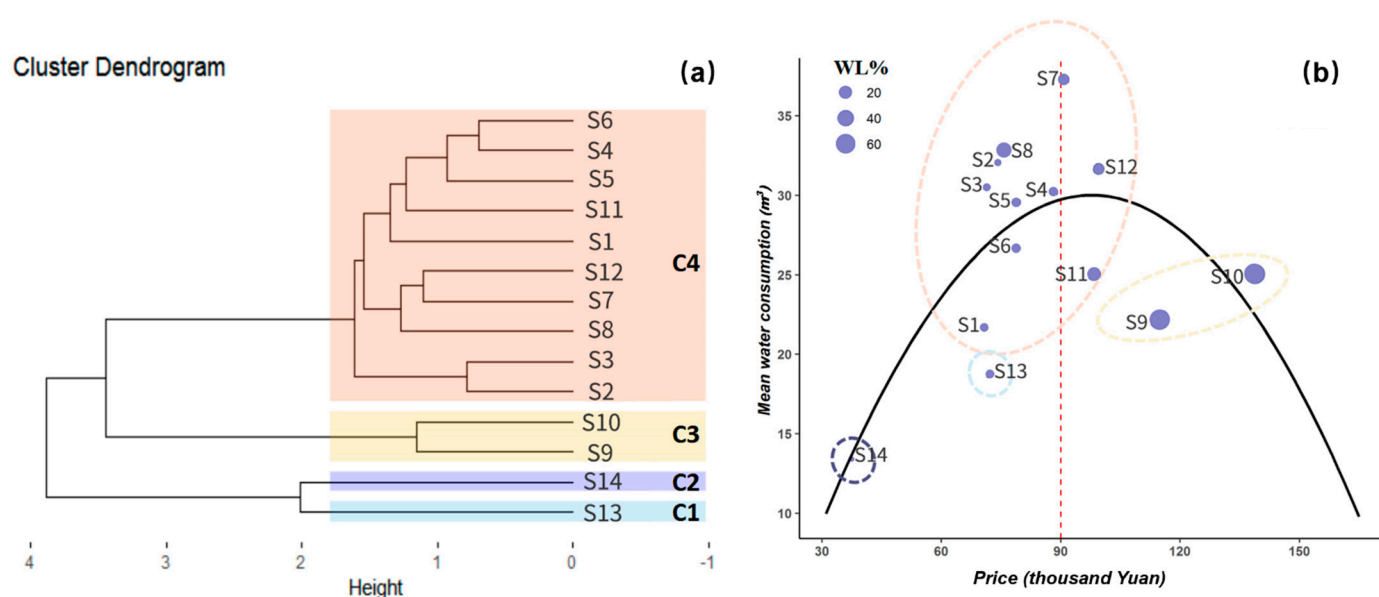 Cluster Dendrogram
(a)
S6
S4
S5
S11
S1
S12
S7
S8
S3
S2
S10
S9
S14
S13
C4
C3
C2
C1
4 3 2 1 0 -1
Height
(b)
WL%
20
40
60
S7
S8
S2
S12
S3
S4
S5
S6
S11
S10
S9
S1
S13
S14
35
30
25
20
15
10
Mean water consumption (m³)
30 60 90 120 150
Price (thousand Yuan)